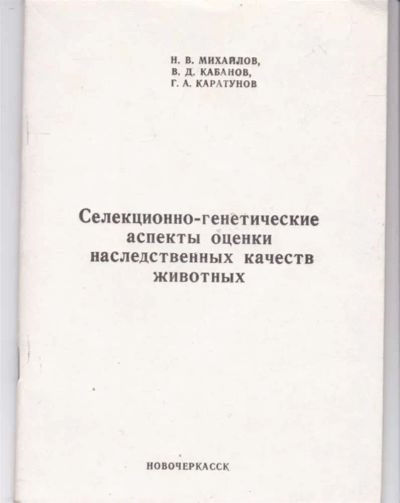 Н. В. МИХАЙЛОВ,
В. Д. КАБАНОВ,
Г. А. КАРАТУНОВ
Селекционно-генетические
аспекты оценки
наследственных качеств
животных
НОВОЧЕРКАССК